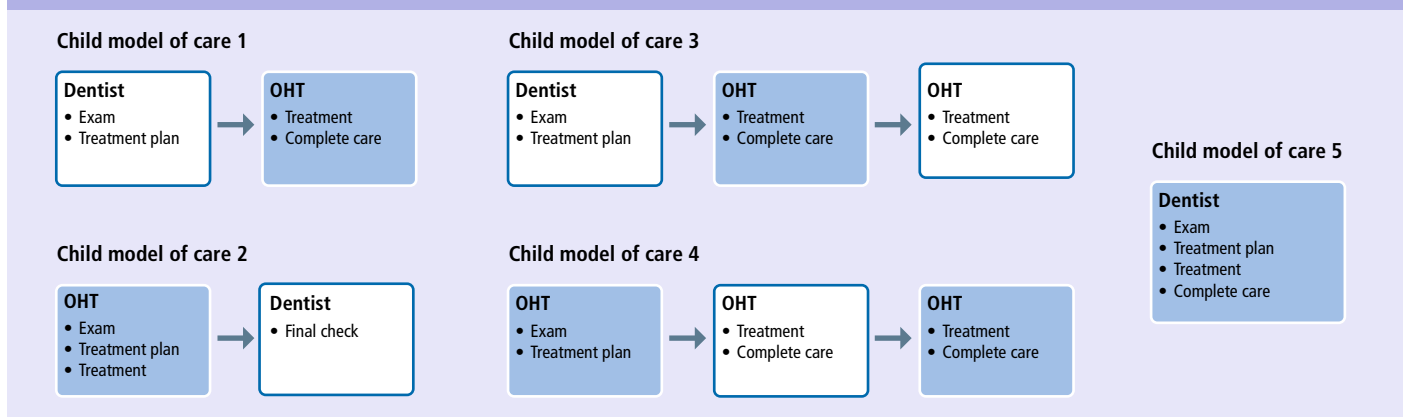 Child model of care 1
Dentist
• Exam
• Treatment plan
OHT
• Treatment
• Complete care
Child model of care 2
OHT
• Exam
• Treatment plan
• Treatment
Dentist
• Final check
Child model of care 3
Dentist
• Exam
• Treatment plan
OHT
• Treatment
• Complete care
OHT
• Treatment
• Complete care
Child model of care 4
OHT
• Exam
• Treatment plan
OHT
• Treatment
• Complete care
OHT
• Treatment
• Complete care
Child model of care 5
Dentist
• Exam
• Treatment plan
• Treatment
• Complete care